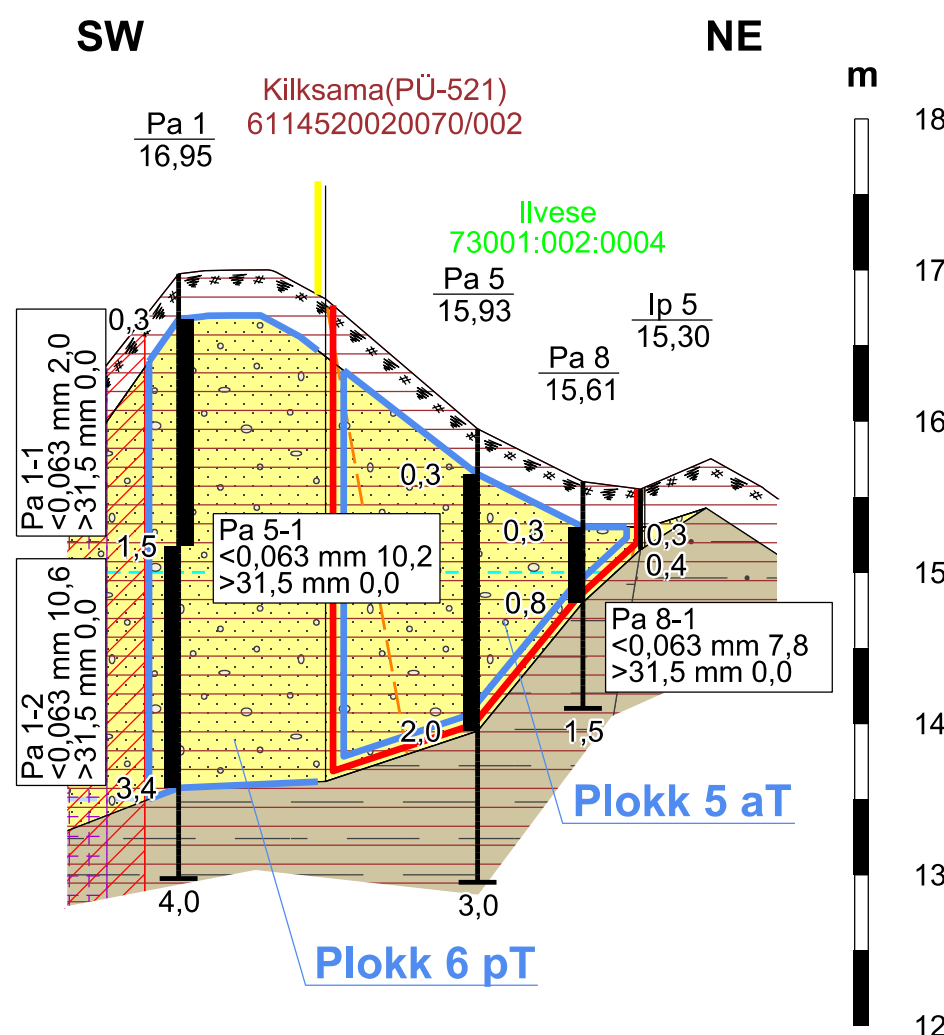 SW
NE
m
Kilksama(PÜ-521)
6114520020070/002
Pa 1
16,95
Ilvese
73001:002:0004
Pa 5
15,93
Ip 5
15,30
Pa 8
15,61
18
17
16
15
14
13
12
Pa 1-1
<0,063 mm 2,0
>31,5 mm 0,0
Pa 1-2
<0,063 mm 10,6
>31,5 mm 0,0
0,3
1,5
3,4
4,0
Pa 5-1
<0,063 mm 10,2
>31,5 mm 0,0
0,3
2,0
3,0
0,3
0,8
1,5
0,3
0,4
Pa 8-1
<0,063 mm 7,8
>31,5 mm 0,0
Plokk 5 aT
Plokk 6 pT